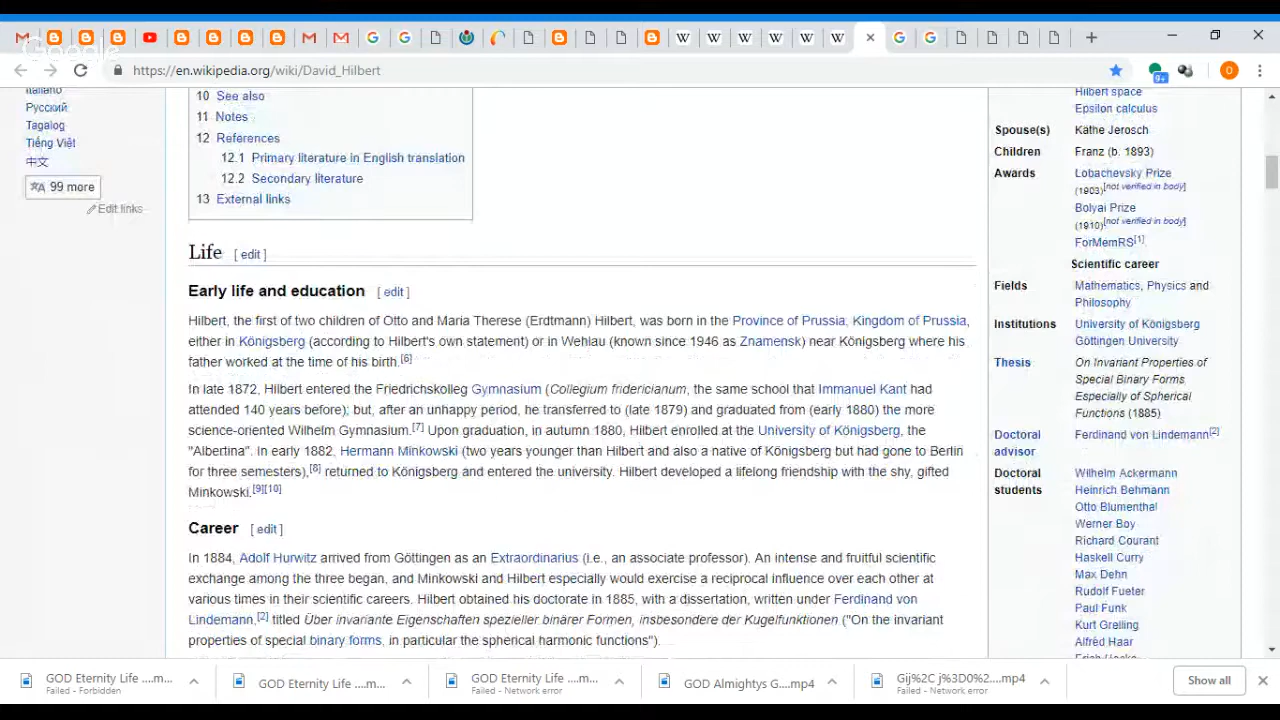 Google
https://en.wikipedia.org/wiki/David_Hilbert
9+
O
Italiano
Русский
Tagalog
Tiếng Việt
中文
99 more
Edit links
10 See also
11 Notes
12 References
12.1 Primary literature in English translation
12.2 Secondary literature
13 External links
Life [ edit ]
Early life and education [ edit ]
Hilbert, the first of two children of Otto and Maria Therese (Erdtmann) Hilbert, was born in the Province of Prussia, Kingdom of Prussia,
either in Königsberg (according to Hilbert's own statement) or in Wehlau (known since 1946 as Znamensk) near Königsberg where his
father worked at the time of his birth.[6]
In late 1872, Hilbert entered the Friedrichskolleg Gymnasium (Collegium fridericianum, the same school that Immanuel Kant had
attended 140 years before); but, after an unhappy period, he transferred to (late 1879) and graduated from (early 1880) the more
science-oriented Wilhelm Gymnasium.[7] Upon graduation, in autumn 1880, Hilbert enrolled at the University of Königsberg, the
"Albertina". In early 1882, Hermann Minkowski (two years younger than Hilbert and also a native of Königsberg but had gone to Berlin
for three semesters),[8] returned to Königsberg and entered the university. Hilbert developed a lifelong friendship with the shy, gifted
Minkowski.[9][10]
Career [ edit ]
In 1884, Adolf Hurwitz arrived from Göttingen as an Extraordinarius (i.e., an associate professor). An intense and fruitful scientific
exchange among the three began, and Minkowski and Hilbert especially would exercise a reciprocal influence over each other at
various times in their scientific careers. Hilbert obtained his doctorate in 1885, with a dissertation, written under Ferdinand von
Lindemann,[2] titled Über invariante Eigenschaften spezieller binärer Formen, insbesondere der Kugelfunktionen ("On the invariant
properties of special binary forms, in particular the spherical harmonic functions").
Hilbert space
Epsilon calculus
Spouse(s) Käthe Jerosch
Children Franz (b. 1893)
Awards Lobachevsky Prize
(1903)[not verified in body]
Bolyai Prize
(1910)[not verified in body]
ForMemRS[1]
Scientific career
Fields Mathematics, Physics and
Philosophy
Institutions University of Königsberg
Göttingen University
Thesis On Invariant Properties of
Special Binary Forms,
Especially of Spherical
Functions (1885)
Doctoral advisor Ferdinand von Lindemann[2]
Doctoral students Wilhelm Ackermann
Heinrich Behmann
Otto Blumenthal
Werner Boy
Richard Courant
Haskell Curry
Max Dehn
Rudolf Fueter
Paul Funk
Kurt Grelling
Alfréd Haar
Erich Hecke
GOD Eternity Life ....m...
Failed - Forbidden
GOD Eternity Life ....m...
GOD Eternity Life ....m...
Failed - Network error
GOD Almightys G....mp4
Gij%2C j%3D0%2....mp4
Failed - Network error
Show all